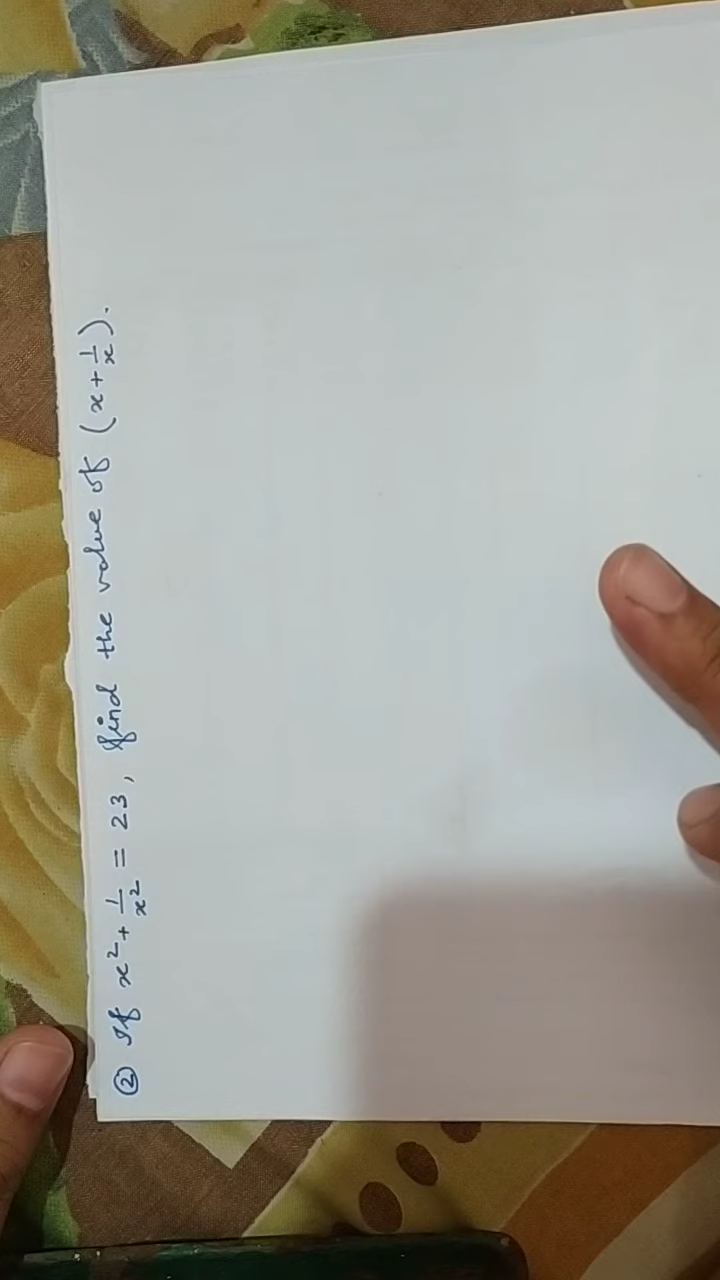 ② If x² + 1/x² = 23, find the value of (x + 1/x).